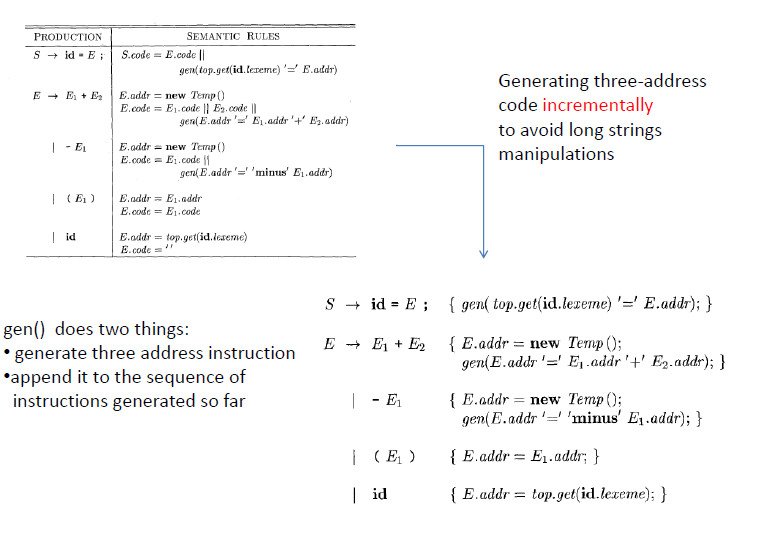 PRODUCTION SEMANTIC RULES
S → id = E ; S.code = E.code ||
gen(top.get(id.lexeme) '=' E.addr)
E → E₁ + E₂ E.addr = new Temp()
E.code = E₁.code || E₂.code ||
gen(E.addr '=' E₁.addr '+' E₂.addr)
| - E₁ E.addr = new Temp()
E.code = E₁.code ||
gen(E.addr '=' 'minus' E₁.addr)
| ( E₁ ) E.addr = E₁.addr
E.code = E₁.code
| id E.addr = top.get(id.lexeme)
E.code = ''
Generating three-address
code incrementally
to avoid long strings
manipulations
gen() does two things:
• generate three address instruction
•append it to the sequence of
instructions generated so far
S → id = E ; { gen( top.get(id.lexeme) '=' E.addr); }
E → E₁ + E₂ { E.addr = new Temp();
gen(E.addr '=' E₁.addr '+' E₂.addr); }
| - E₁ { E.addr = new Temp();
gen(E.addr '=' 'minus' E₁.addr); }
| ( E₁ ) { E.addr = E₁.addr; }
| id { E.addr = top.get(id.lexeme); }